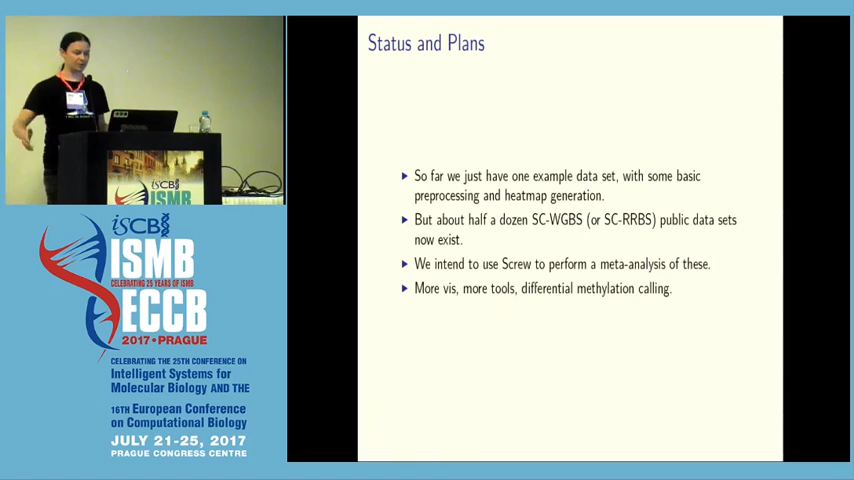 Status and Plans
So far we just have one example data set, with some basic
preprocessing and heatmap generation.
But about half a dozen SC-WGBS (or SC-RRBS) public data sets
now exist.
We intend to use Screw to perform a meta-analysis of these.
More vis, more tools, differential methylation calling.
iSCB
ISMB
iSCB
ISMB
CELEBRATING 25 YEARS OF ISMB
ECCB
2017 • PRAGUE
CELEBRATING THE 25TH CONFERENCE ON
Intelligent Systems for
Molecular Biology AND THE
16TH European Conference
on Computational Biology
JULY 21-25, 2017
PRAGUE CONGRESS CENTRE